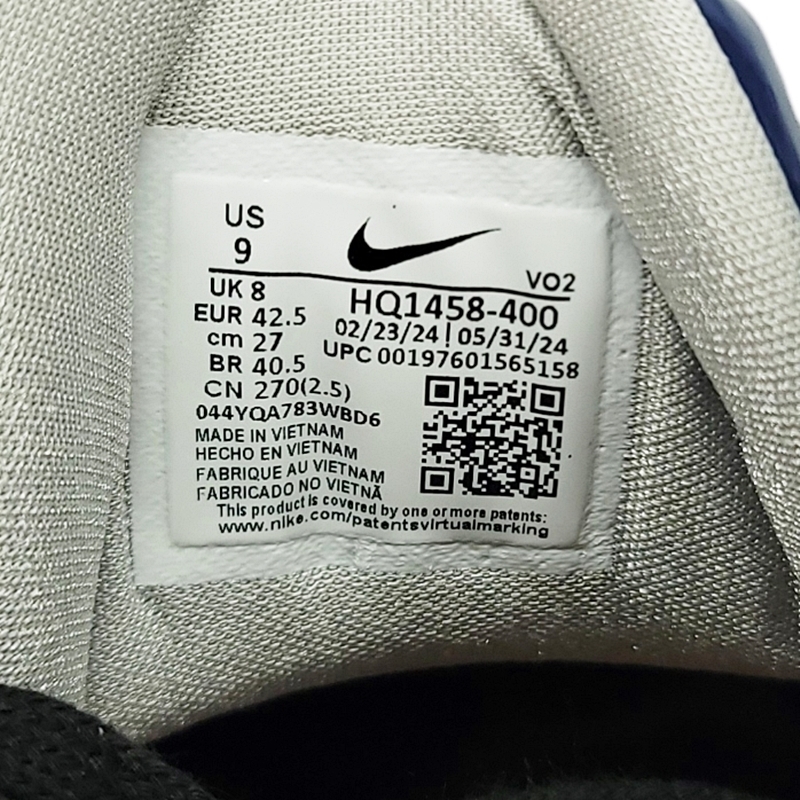 US
9
VO2
UK 8
HQ1458-400
EUR 42.5
02/23/24 | 05/31/24
cm 27
UPC 00197601565158
BR 40.5
CN 270(2.5)
044YQA783WBD6
MADE IN VIETNAM
HECHO EN VIETNAM
FABRIQUE AU VIETNAM
FABRICADO NO VIETNÃ
This product is covered by one or more patents:
www.nike.com/patentsvirtualmarking